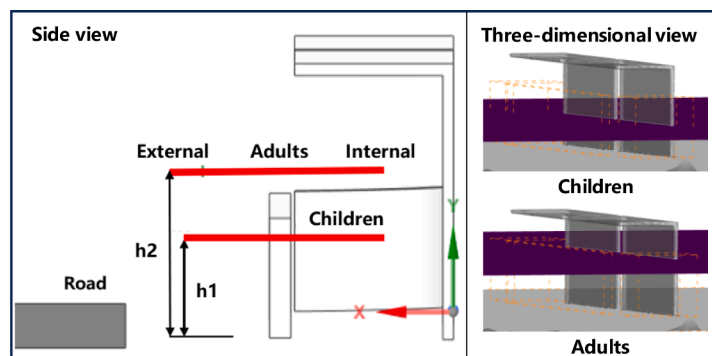 Side view
External Adults Internal
Children
h2
h1
Road
X
Y
Three-dimensional view
Children
Adults